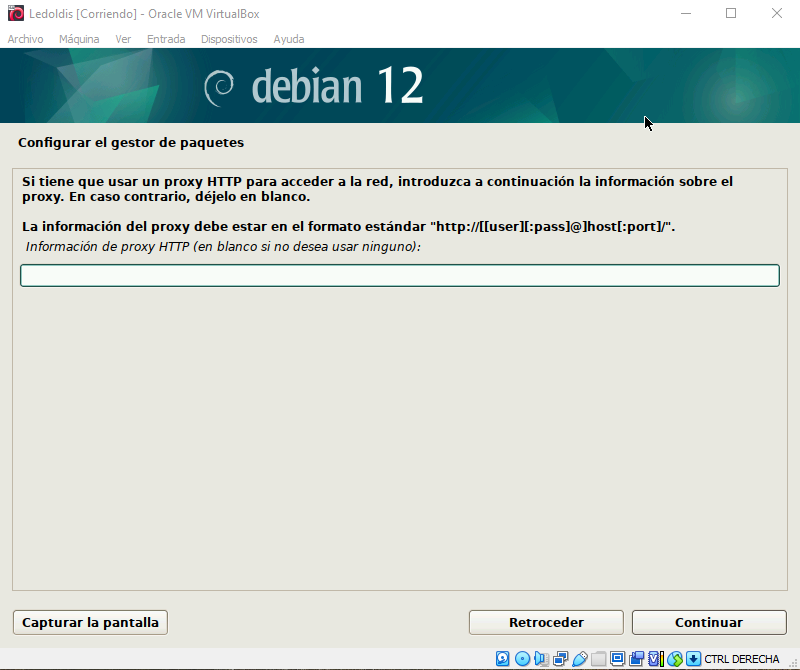 Ledoldis [Corriendo] - Oracle VM VirtualBox
Archivo Máquina Ver Entrada Dispositivos Ayuda
debian 12
Configurar el gestor de paquetes
Si tiene que usar un proxy HTTP para acceder a la red, introduzca a continuación la información sobre el
proxy. En caso contrario, déjelo en blanco.
La información del proxy debe estar en el formato estándar "http://[[user][:pass]@]host[:port]/".
Información de proxy HTTP (en blanco si no desea usar ninguno):
Capturar la pantalla Retroceder Continuar
CTRL DERECHA